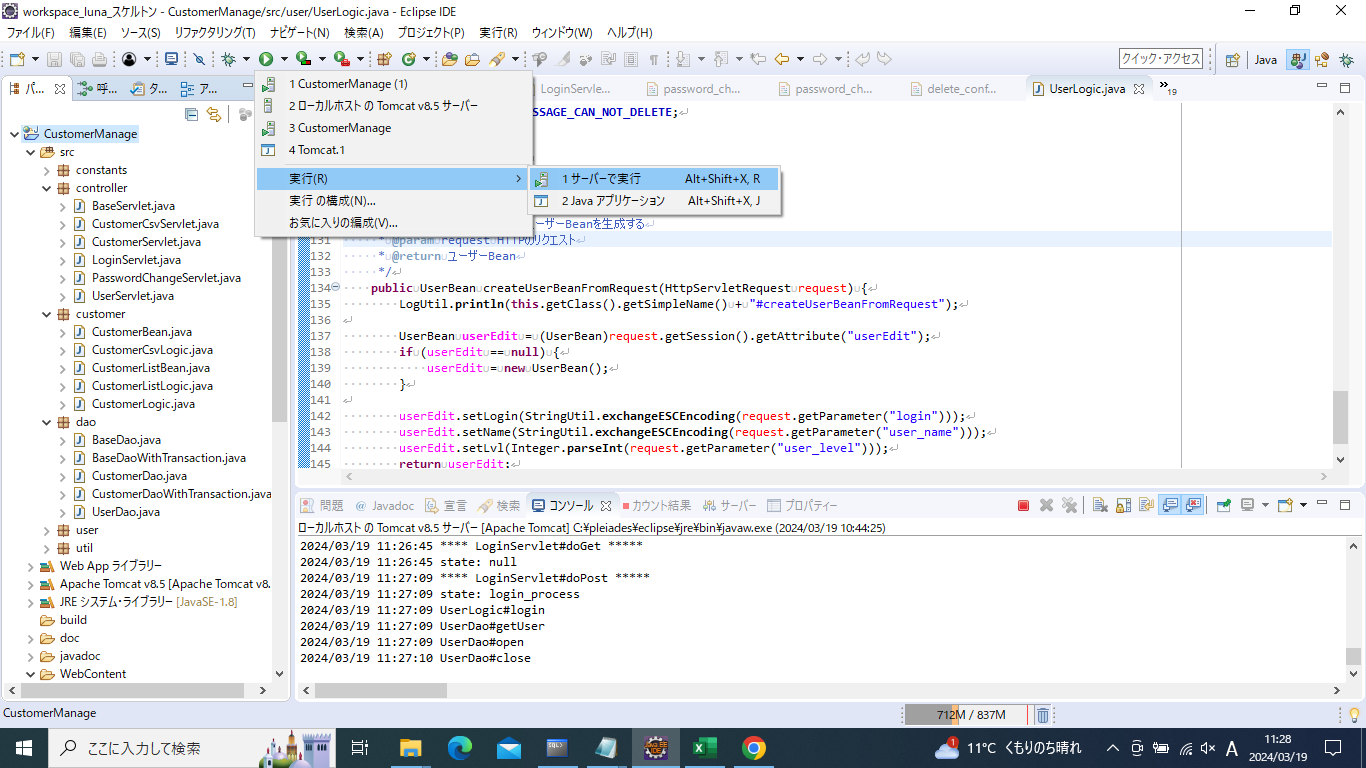 workspace_luna_スケルトン - CustomerManage/src/user/UserLogic.java - Eclipse IDE
ファイル(F) 編集(E) ソース(S) リファクタリング(T) ナビゲート(N) 検索(A) プロジェクト(P) 実行(R) ウィンドウ(W) ヘルプ(H)
クイック・アクセス Java
パ... 呼... タ... ア...
LoginServle... password_ch... password_ch... delete_conf... UserLogic.java 19
1 CustomerManage (1)
2 ローカルホスト の Tomcat v8.5 サーバー
3 CustomerManage
4 Tomcat.1
実行(R)
実行 の構成(N)...
お気に入りの編成(V)...
1 サーバーで実行 Alt+Shift+X, R
2 Java アプリケーション Alt+Shift+X, J
CustomerManage
src
constants
controller
BaseServlet.java
CustomerCsvServlet.java
CustomerServlet.java
LoginServlet.java
PasswordChangeServlet.java
UserServlet.java
customer
CustomerBean.java
CustomerCsvLogic.java
CustomerListBean.java
CustomerListLogic.java
CustomerLogic.java
dao
BaseDao.java
BaseDaoWithTransaction.java
CustomerDao.java
CustomerDaoWithTransaction.java
UserDao.java
user
util
Web App ライブラリー
Apache Tomcat v8.5 [Apache Tomcat v8.
JRE システム・ライブラリー [JavaSE-1.8]
build
doc
javadoc
WebContent
SSAGE_CAN_NOT_DELETE;
ーザーBeanを生成する
131 * @param request HTTPのリクエスト
132 * @return ユーザーBean
133 */
134 public UserBean createUserBeanFromRequest(HttpServletRequest request) {
135 LogUtil.println(this.getClass().getSimpleName() + "#createUserBeanFromRequest");
136
137 UserBean userEdit = (UserBean)request.getSession().getAttribute("userEdit");
138 if (userEdit == null) {
139 userEdit = new UserBean();
140 }
141
142 userEdit.setLogin(StringUtil.exchangeESCEncoding(request.getParameter("login")));
143 userEdit.setName(StringUtil.exchangeESCEncoding(request.getParameter("user_name")));
144 userEdit.setLvl(Integer.parseInt(request.getParameter("user_level")));
145 return userEdit;
問題 @ Javadoc 宣言 検索 コンソール カウント結果 サーバー プロパティー
ローカルホスト の Tomcat v8.5 サーバー [Apache Tomcat] C:¥pleiades¥eclipse¥jre¥bin¥javaw.exe (2024/03/19 10:44:25)
2024/03/19 11:26:45 **** LoginServlet#doGet *****
2024/03/19 11:26:45 state: null
2024/03/19 11:27:09 **** LoginServlet#doPost *****
2024/03/19 11:27:09 state: login_process
2024/03/19 11:27:09 UserLogic#login
2024/03/19 11:27:09 UserDao#getUser
2024/03/19 11:27:09 UserDao#open
2024/03/19 11:27:10 UserDao#close
CustomerManage
712M / 837M
ここに入力して検索
11°C くもりのち晴れ
A
11:28
2024/03/19